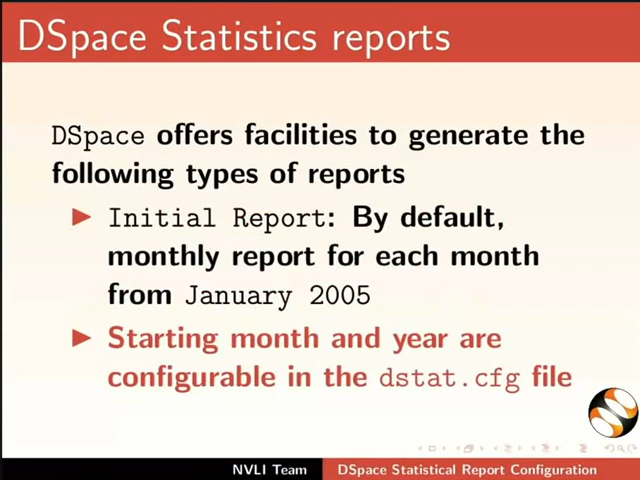 DSpace Statistics reports
DSpace offers facilities to generate the
following types of reports
Initial Report: By default,
monthly report for each month
from January 2005
Starting month and year are
configurable in the dstat.cfg file
NVLI Team DSpace Statistical Report Configuration